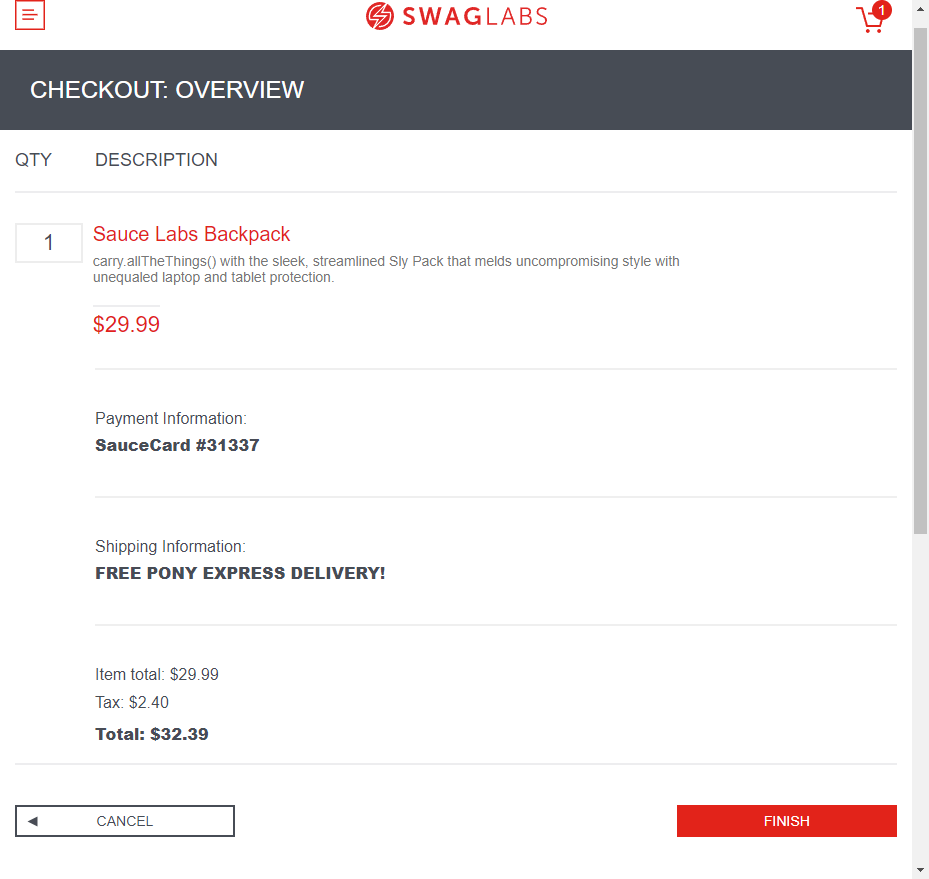 SWAGLABS
1
CHECKOUT: OVERVIEW
QTY DESCRIPTION
1
Sauce Labs Backpack
carry.allTheThings() with the sleek, streamlined Sly Pack that melds uncompromising style with
unequaled laptop and tablet protection.
$29.99
Payment Information:
SauceCard #31337
Shipping Information:
FREE PONY EXPRESS DELIVERY!
Item total: $29.99
Tax: $2.40
Total: $32.39
CANCEL
FINISH